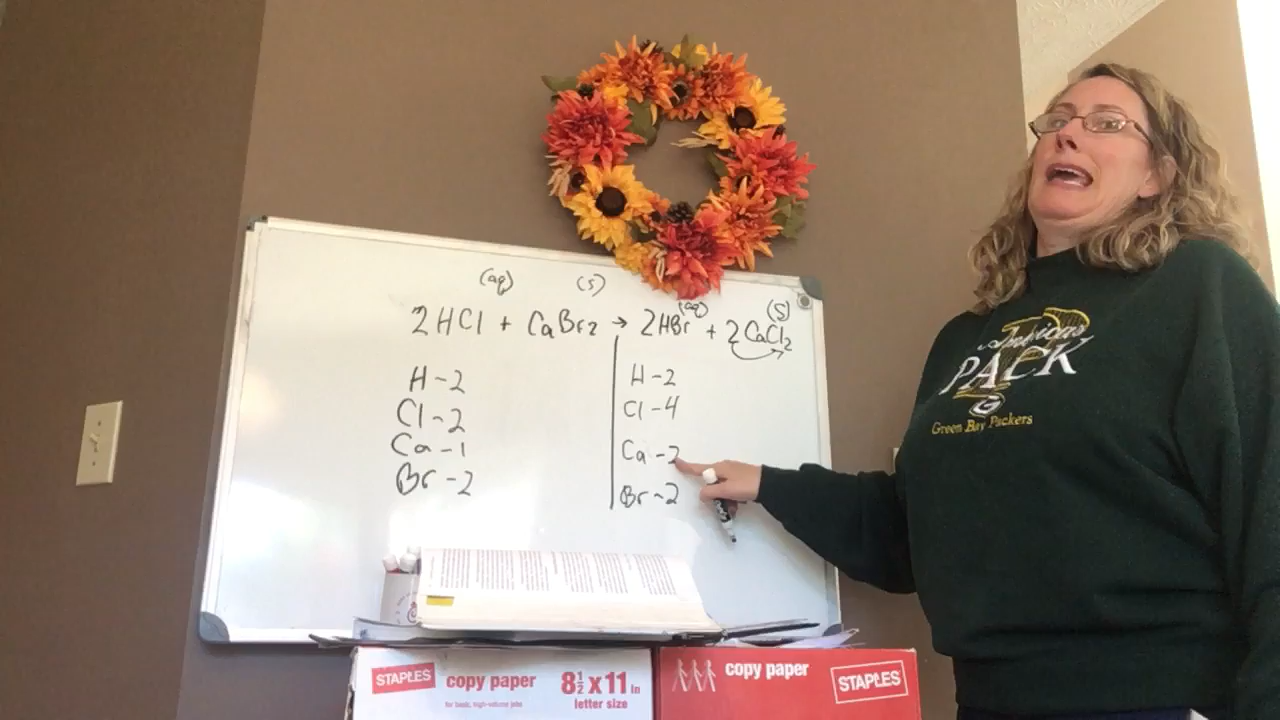 (aq) (s) (aq) (s)
2HCl + CaBr2 → 2HBr + 2CaCl2
H-2 H-2
Cl-2 Cl-4
Ca-1 Ca-2
Br-2 Br-2
America's
PACK
G
Green Bay Packers
STAPLES copy paper 8½ x 11 in
letter size
for basic, high-volume jobs
copy paper STAPLES